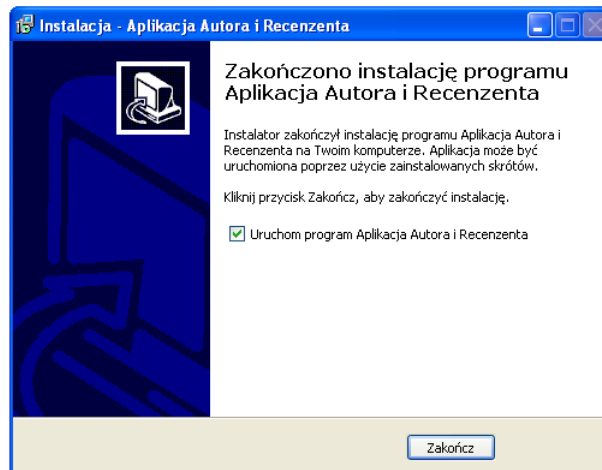 Instalacja - Aplikacja Autora i Recenzenta
Zakończono instalację programu
Aplikacja Autora i Recenzenta
Instalator zakończył instalację programu Aplikacja Autora i
Recenzenta na Twoim komputerze. Aplikacja może być
uruchomiona poprzez użycie zainstalowanych skrótów.
Kliknij przycisk Zakończ, aby zakończyć instalację.
Uruchom program Aplikacja Autora i Recenzenta
Zakończ